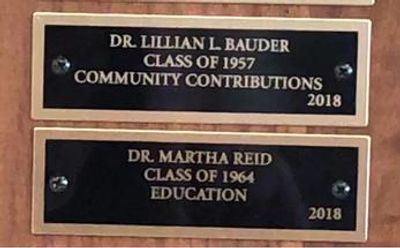 DR. LILLIAN L. BAUDER
CLASS OF 1957
COMMUNITY CONTRIBUTIONS
2018
DR. MARTHA REID
CLASS OF 1964
EDUCATION
2018